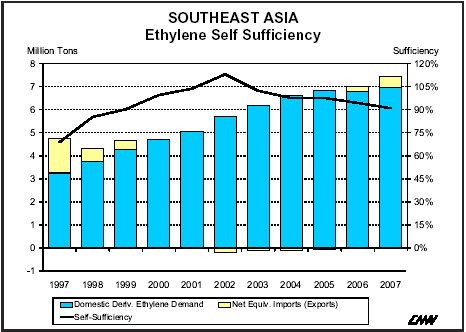 SOUTHEAST ASIA
Ethylene Self Sufficiency
Million Tons
Sufficiency
8
7
6
5
4
3
2
1
0
-1
120%
105%
90%
75%
60%
45%
30%
15%
0%
1997 1998 1999 2000 2001 2002 2003 2004 2005 2006 2007
Domestic Deriv. Ethylene Demand
Net Equiv. Imports (Exports)
Self-Sufficiency
CMAI